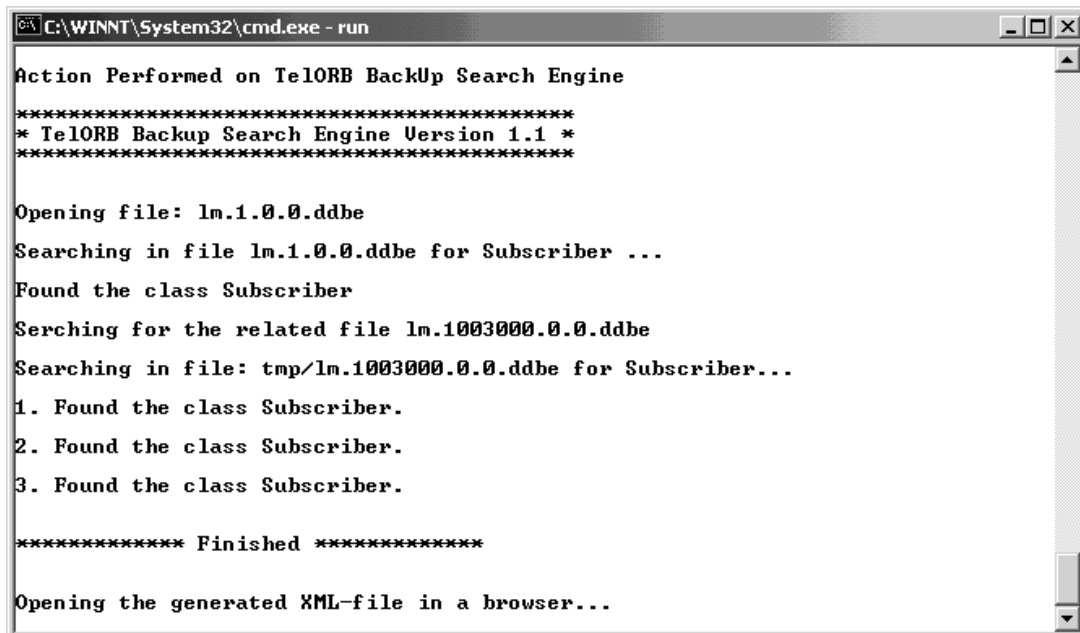 C:\WINNT\System32\cmd.exe - run
Action Performed on TelORB BackUp Search Engine
*******************************************
* TelORB Backup Search Engine Version 1.1 *
*******************************************
Opening file: lm.1.0.0.ddbe
Searching in file lm.1.0.0.ddbe for Subscriber ...
Found the class Subscriber
Serching for the related file lm.1003000.0.0.ddbe
Searching in file: tmp/lm.1003000.0.0.ddbe for Subscriber...
1. Found the class Subscriber.
2. Found the class Subscriber.
3. Found the class Subscriber.
************* Finished *************
Opening the generated XML-file in a browser...